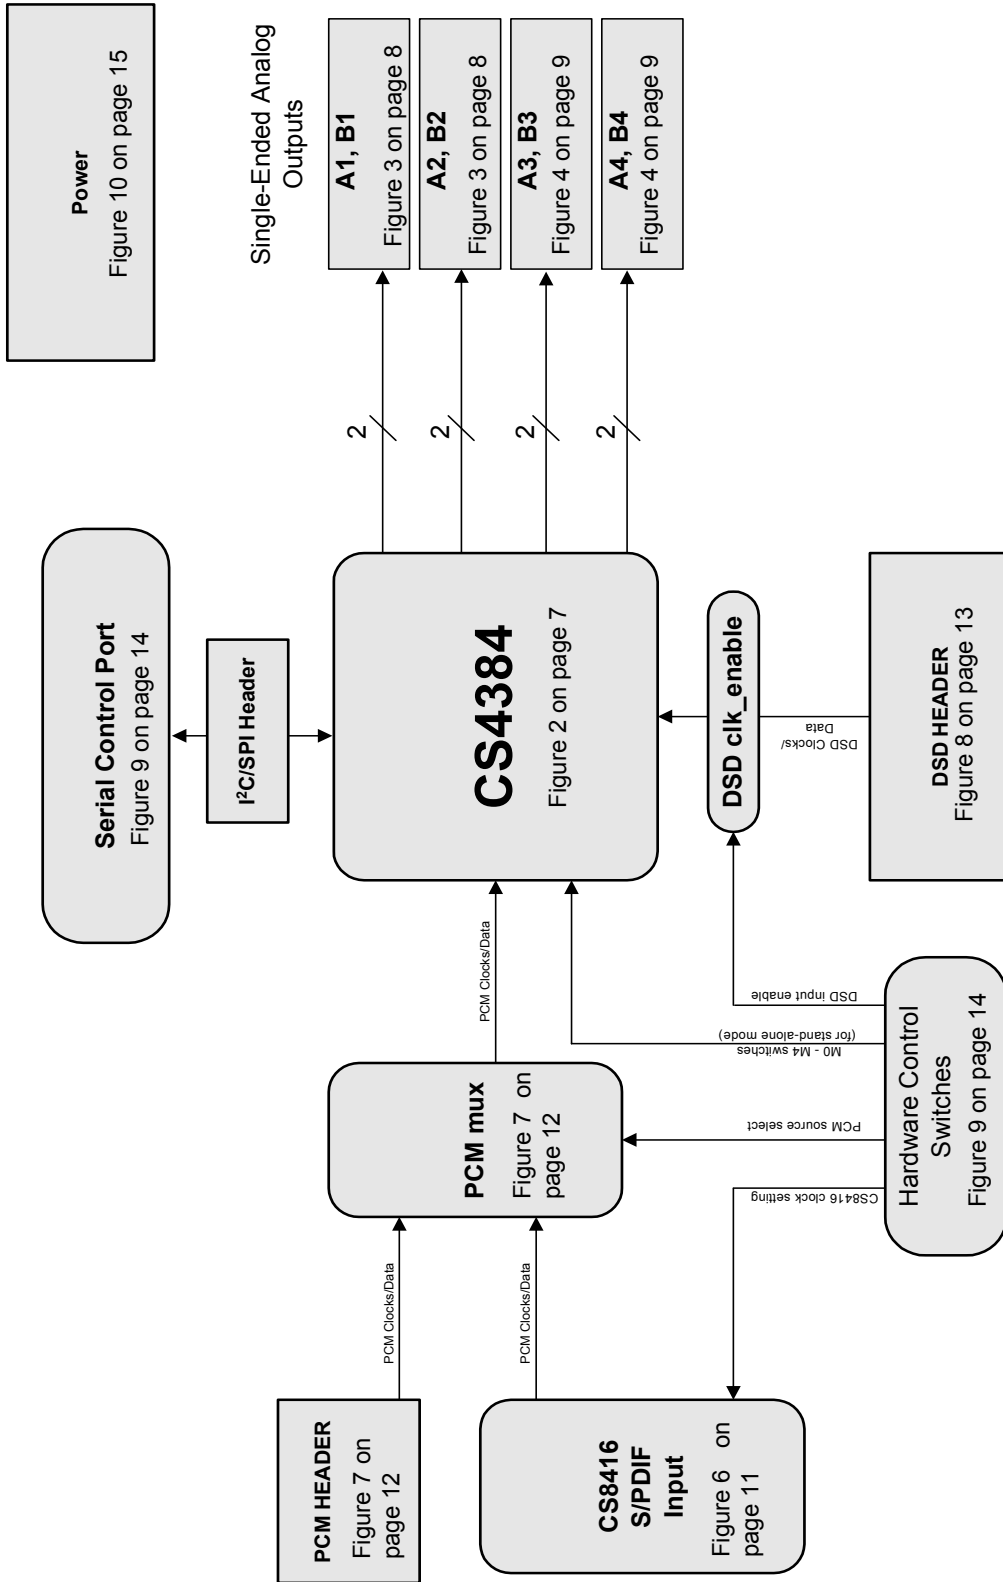 Power
Figure 10 on page 15
Single-Ended Analog
Outputs
A1, B1
Figure 3 on page 8
A2, B2
Figure 3 on page 8
A3, B3
Figure 4 on page 9
A4, B4
Figure 4 on page 9
2
2
2
2
Serial Control Port
Figure 9 on page 14
I²C/SPI Header
CS4384
Figure 2 on page 7
DSD clk_enable
DSD Clocks/
Data
DSD HEADER
Figure 8 on page 13
PCM Clocks/Data
PCM mux
Figure 7 on
page 12
PCM Clocks/Data
PCM Clocks/Data
PCM HEADER
Figure 7 on
page 12
CS8416
S/PDIF
Input
Figure 6 on
page 11
Hardware Control
Switches
Figure 9 on page 14
DSD input enable
M0 - M4 switches
(for stand-alone mode)
PCM source select
CS8416 clock setting